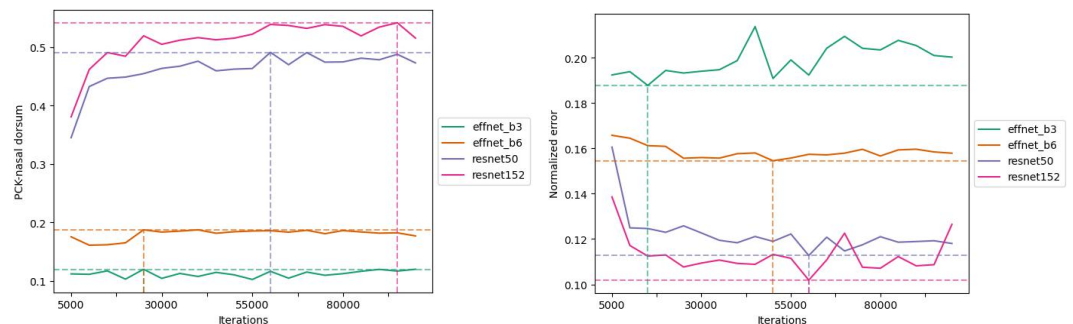 PCK-nasal dorsum
0.5
0.4
0.3
0.2
0.1
5000 30000 55000 80000
Iterations
effnet_b3
effnet_b6
resnet50
resnet152
Normalized error
0.20
0.18
0.16
0.14
0.12
0.10
5000 30000 55000 80000
Iterations
effnet_b3
effnet_b6
resnet50
resnet152